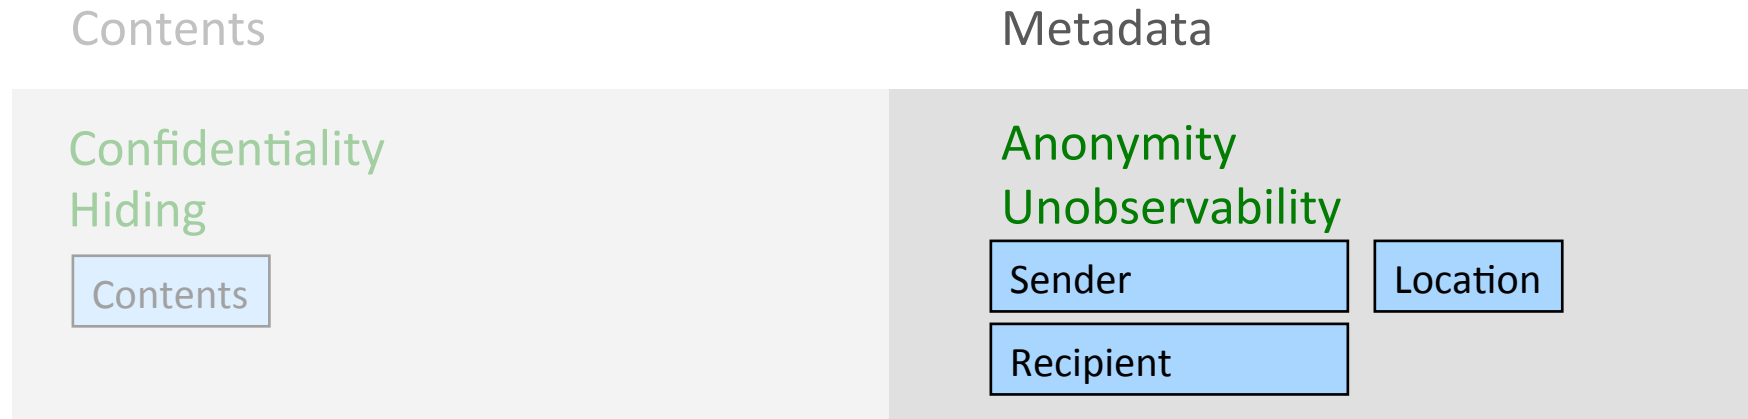 Contents
Metadata
Confidentiality
Hiding
Contents
Anonymity
Unobservability
Sender
Location
Recipient